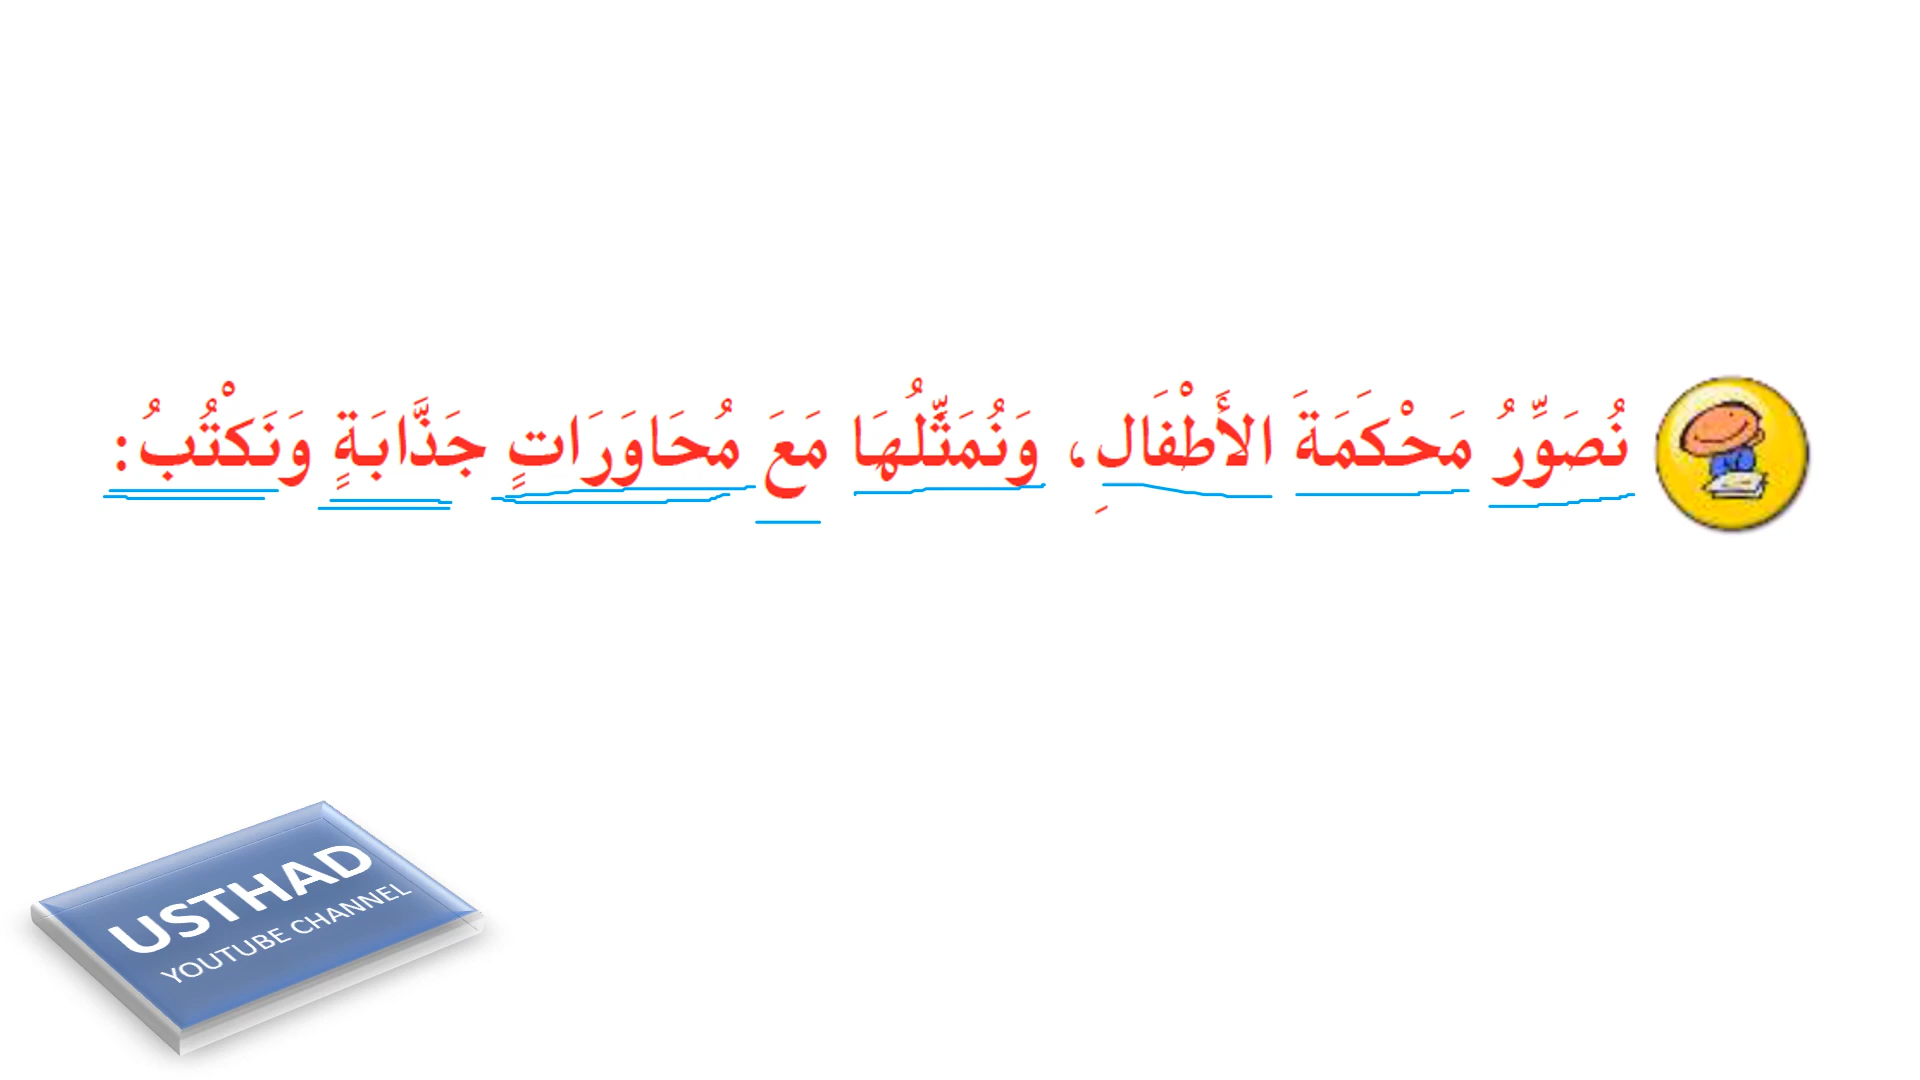 نُصَوِّرُ مَحْكَمَةَ الأَطْفَالِ، وَنُمَثِّلُهَا مَعَ مُحَاوَرَاتٍ جَذَّابَةٍ وَنَكْتُبُ:
USTHAD
YOUTUBE CHANNEL